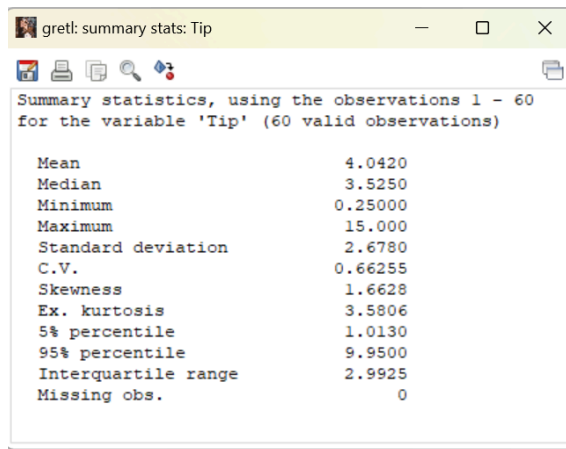 gretl: summary stats: Tip
Summary statistics, using the observations 1 - 60
for the variable 'Tip' (60 valid observations)
Mean 4.0420
Median 3.5250
Minimum 0.25000
Maximum 15.000
Standard deviation 2.6780
C.V. 0.66255
Skewness 1.6628
Ex. kurtosis 3.5806
5% percentile 1.0130
95% percentile 9.9500
Interquartile range 2.9925
Missing obs. 0